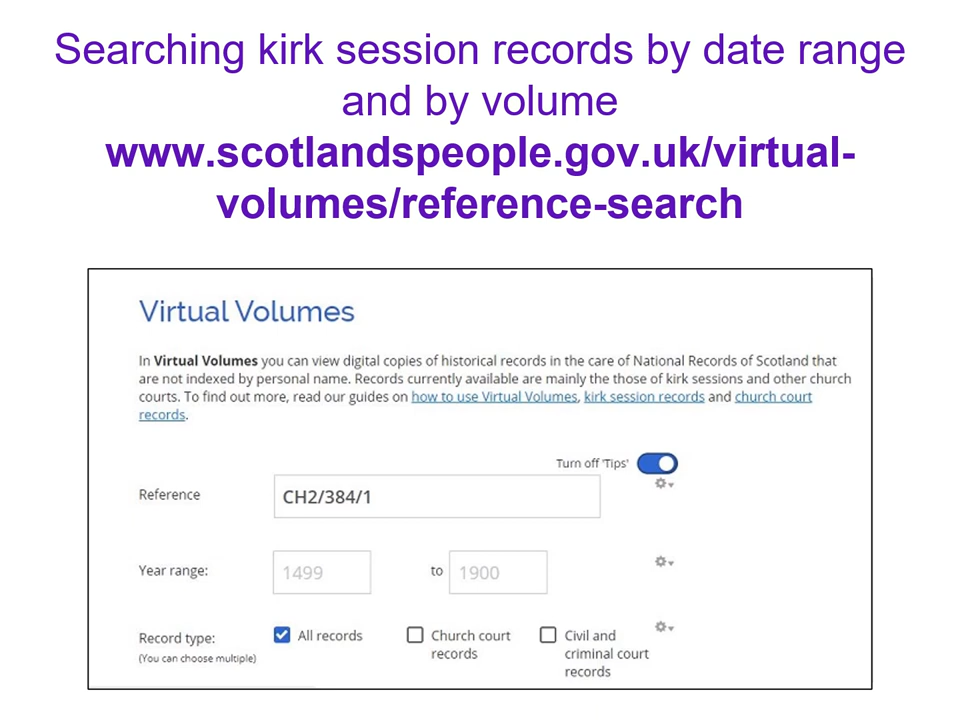 Searching kirk session records by date range
and by volume
www.scotlandspeople.gov.uk/virtual-
volumes/reference-search
Virtual Volumes
In Virtual Volumes you can view digital copies of historical records in the care of National Records of Scotland that
are not indexed by personal name. Records currently available are mainly the those of kirk sessions and other church
courts. To find out more, read our guides on how to use Virtual Volumes, kirk session records and church court
records.
Turn off 'Tips'
Reference
CH2/384/1
Year range:
1499
to
1900
Record type:
(You can choose multiple)
All records
Church court
records
Civil and
criminal court
records